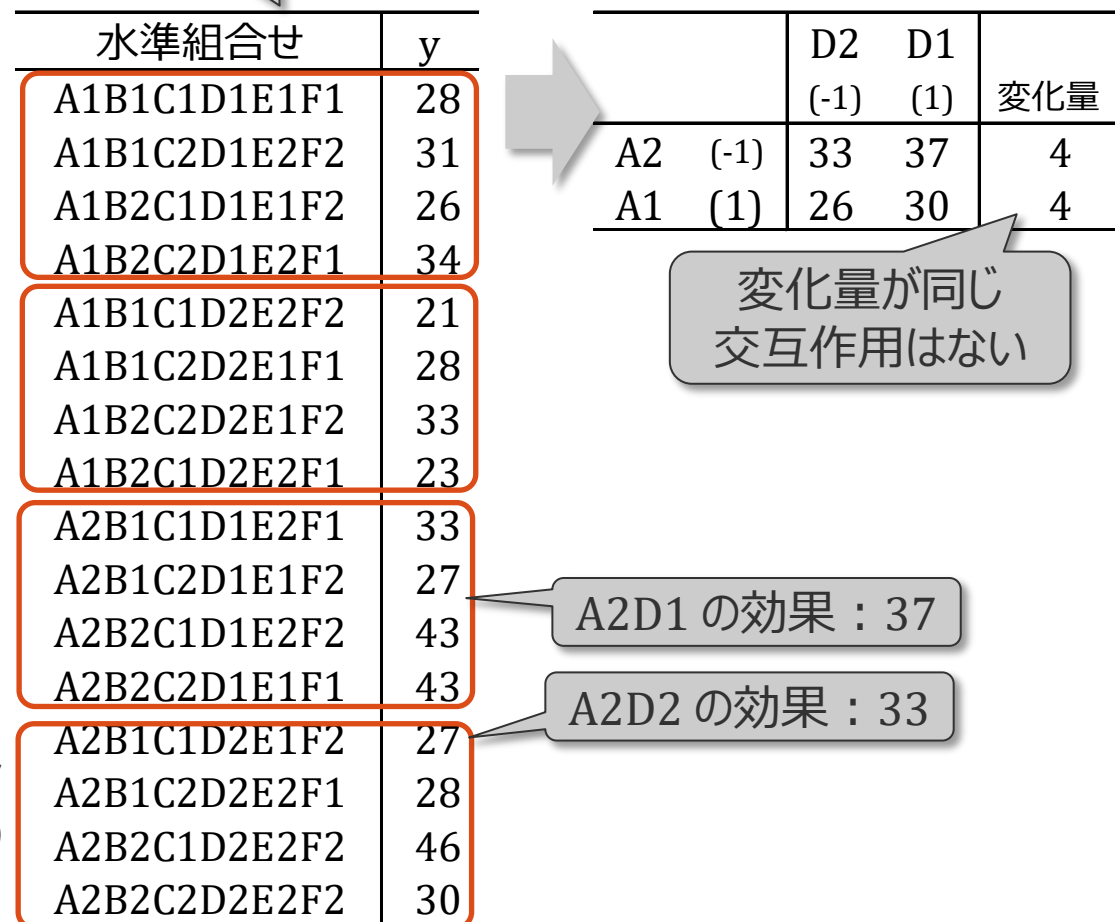 水準組合せ y
A1B1C1D1E1F1 28
A1B1C2D1E2F2 31
A1B2C1D1E1F2 26
A1B2C2D1E2F1 34
A1B1C1D2E2F2 21
A1B1C2D2E1F1 28
A1B2C2D2E1F2 33
A1B2C1D2E2F1 23
A2B1C1D1E2F1 33
A2B1C2D1E1F2 27
A2B2C1D1E2F2 43
A2B2C2D1E1F1 43
A2B1C1D2E1F2 27
A2B1C2D2E2F1 28
A2B2C1D2E2F2 46
A2B2C2D2E2F2 30
D2 D1
(-1) (1) 変化量
A2 (-1) 33 37 4
A1 (1) 26 30 4
変化量が同じ
交互作用はない
A2D1 の効果：37
A2D2 の効果：33